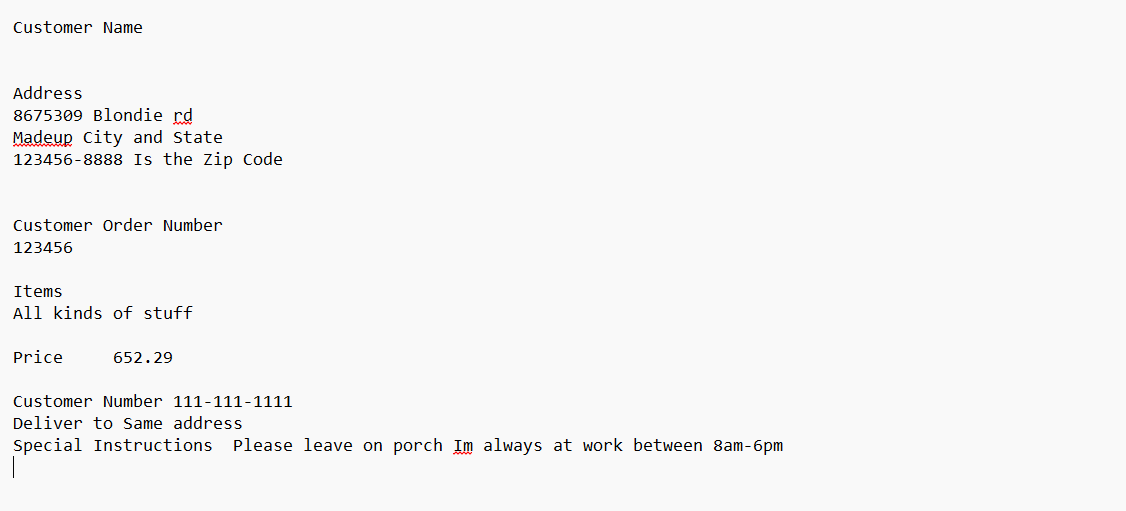 Customer Name
Address
8675309 Blondie rd
Madeup City and State
123456-8888 Is the Zip Code
Customer Order Number
123456
Items
All kinds of stuff
Price     652.29
Customer Number 111-111-1111
Deliver to Same address
Special Instructions  Please leave on porch Im always at work between 8am-6pm